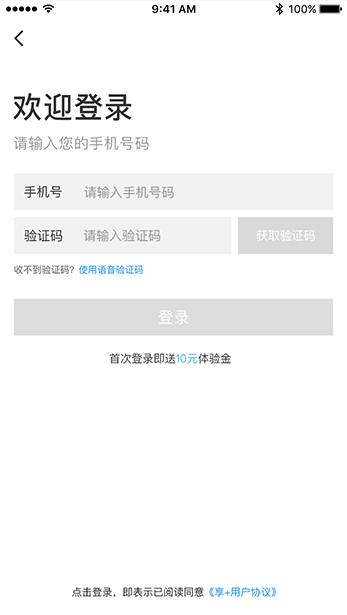 9:41 AM 100%
欢迎登录
请输入您的手机号码
手机号 请输入手机号码
验证码 请输入验证码 获取验证码
收不到验证码? 使用语音验证码
登录
首次登录即送10元体验金
点击登录，即表示已阅读同意《享+用户协议》